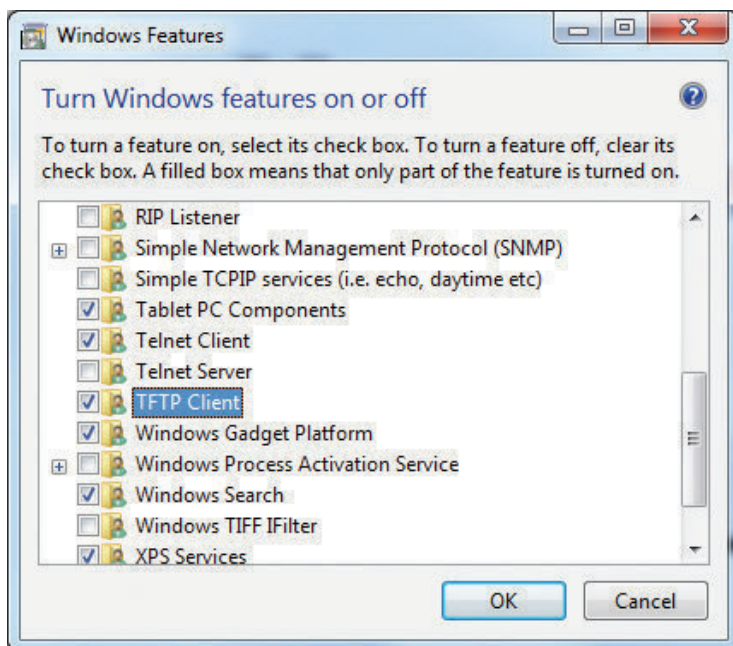 Windows Features
Turn Windows features on or off
To turn a feature on, select its check box. To turn a feature off, clear its
check box. A filled box means that only part of the feature is turned on.
RIP Listener
Simple Network Management Protocol (SNMP)
Simple TCPIP services (i.e. echo, daytime etc)
Tablet PC Components
Telnet Client
Telnet Server
TFTP Client
Windows Gadget Platform
Windows Process Activation Service
Windows Search
Windows TIFF IFilter
XPS Services
OK Cancel